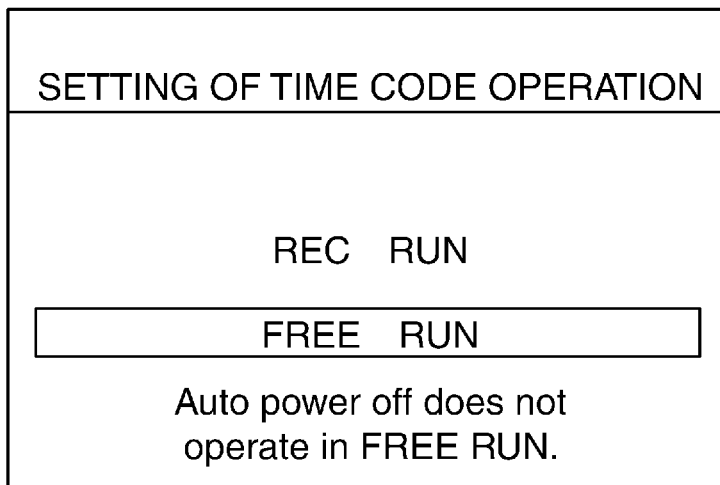 SETTING OF TIME CODE OPERATION
REC RUN
FREE RUN
Auto power off does not
operate in FREE RUN.